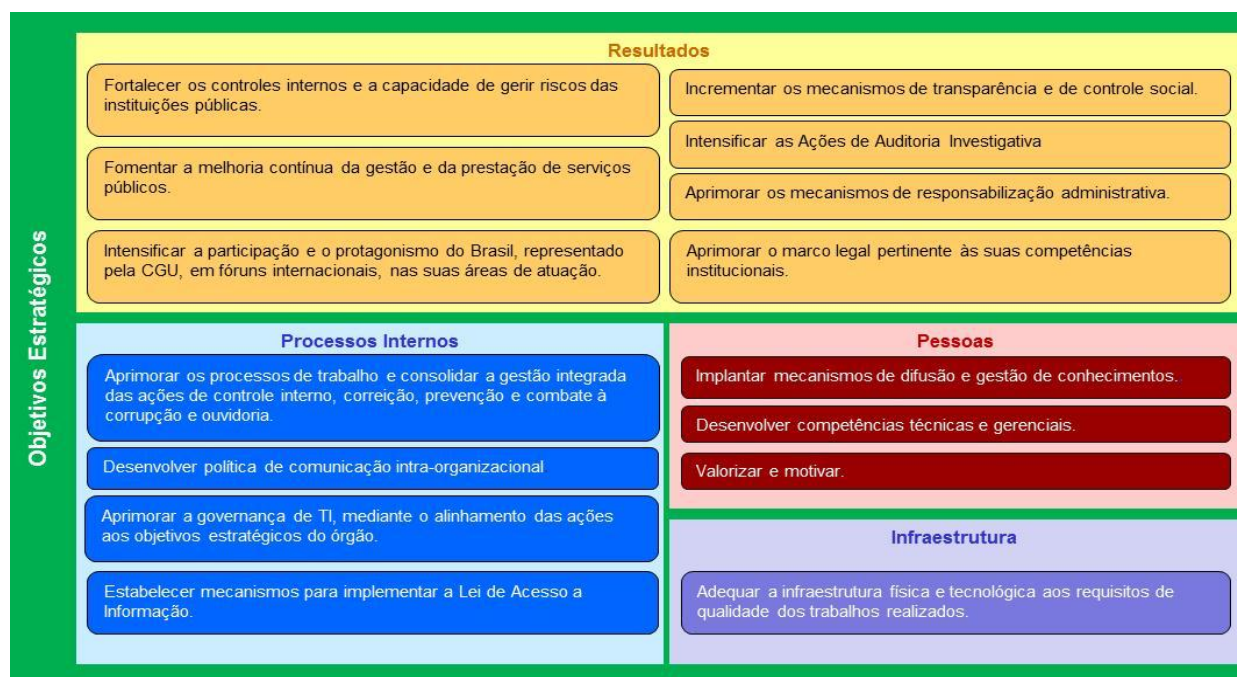 Objetivos Estratégicos
Resultados
Fortalecer os controles internos e a capacidade de gerir riscos das
instituições públicas.
Fomentar a melhoria contínua da gestão e da prestação de serviços
públicos.
Intensificar a participação e o protagonismo do Brasil, representado
pela CGU, em fóruns internacionais, nas suas áreas de atuação.
Incrementar os mecanismos de transparência e de controle social.
Intensificar as Ações de Auditoria Investigativa
Aprimorar os mecanismos de responsabilização administrativa.
Aprimorar o marco legal pertinente às suas competências
institucionais.
Processos Internos
Aprimorar os processos de trabalho e consolidar a gestão integrada
das ações de controle interno, correição, prevenção e combate à
corrupção e ouvidoria.
Desenvolver política de comunicação intra-organizacional
Aprimorar a governança de TI, mediante o alinhamento das ações
aos objetivos estratégicos do órgão.
Estabelecer mecanismos para implementar a Lei de Acesso a
Informação.
Pessoas
Implantar mecanismos de difusão e gestão de conhecimentos.
Desenvolver competências técnicas e gerenciais.
Valorizar e motivar.
Infraestrutura
Adequar a infraestrutura física e tecnológica aos requisitos de
qualidade dos trabalhos realizados.